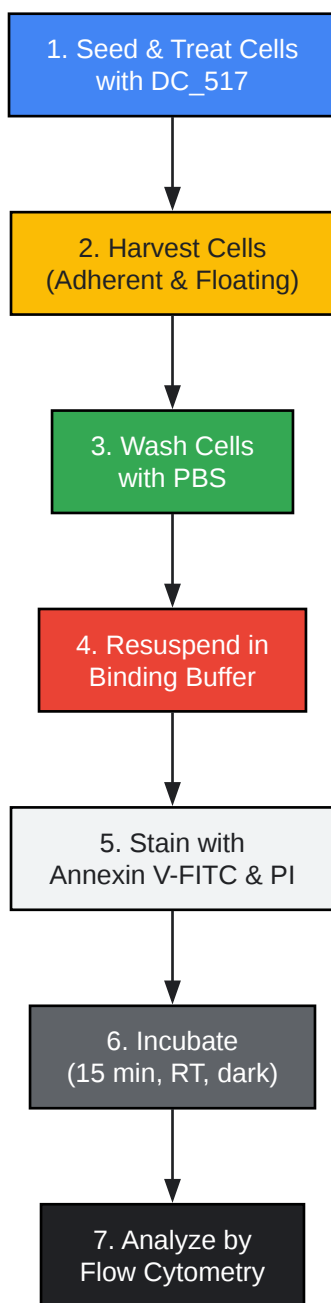 1. Seed & Treat Cells
with DC_517
2. Harvest Cells
(Adherent & Floating)
3. Wash Cells
with PBS
4. Resuspend in
Binding Buffer
5. Stain with
Annexin V-FITC & PI
6. Incubate
(15 min, RT, dark)
7. Analyze by
Flow Cytometry